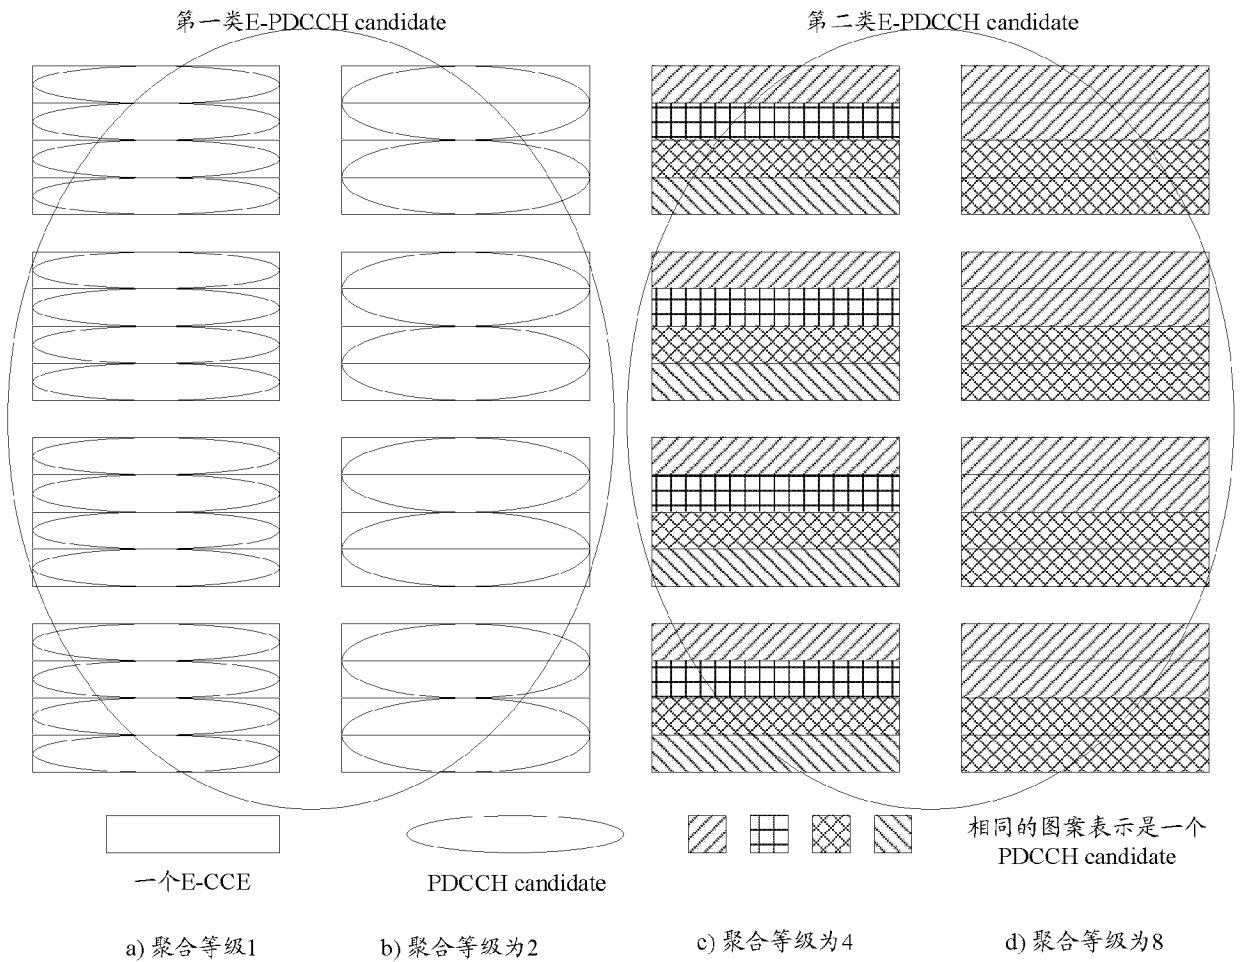 第一类E-PDCCH candidate
第二类E-PDCCH candidate
一个E-CCE
PDCCH candidate
相同的图案表示是一个
PDCCH candidate
a) 聚合等级1
b) 聚合等级为2
c) 聚合等级为4
d) 聚合等级为8